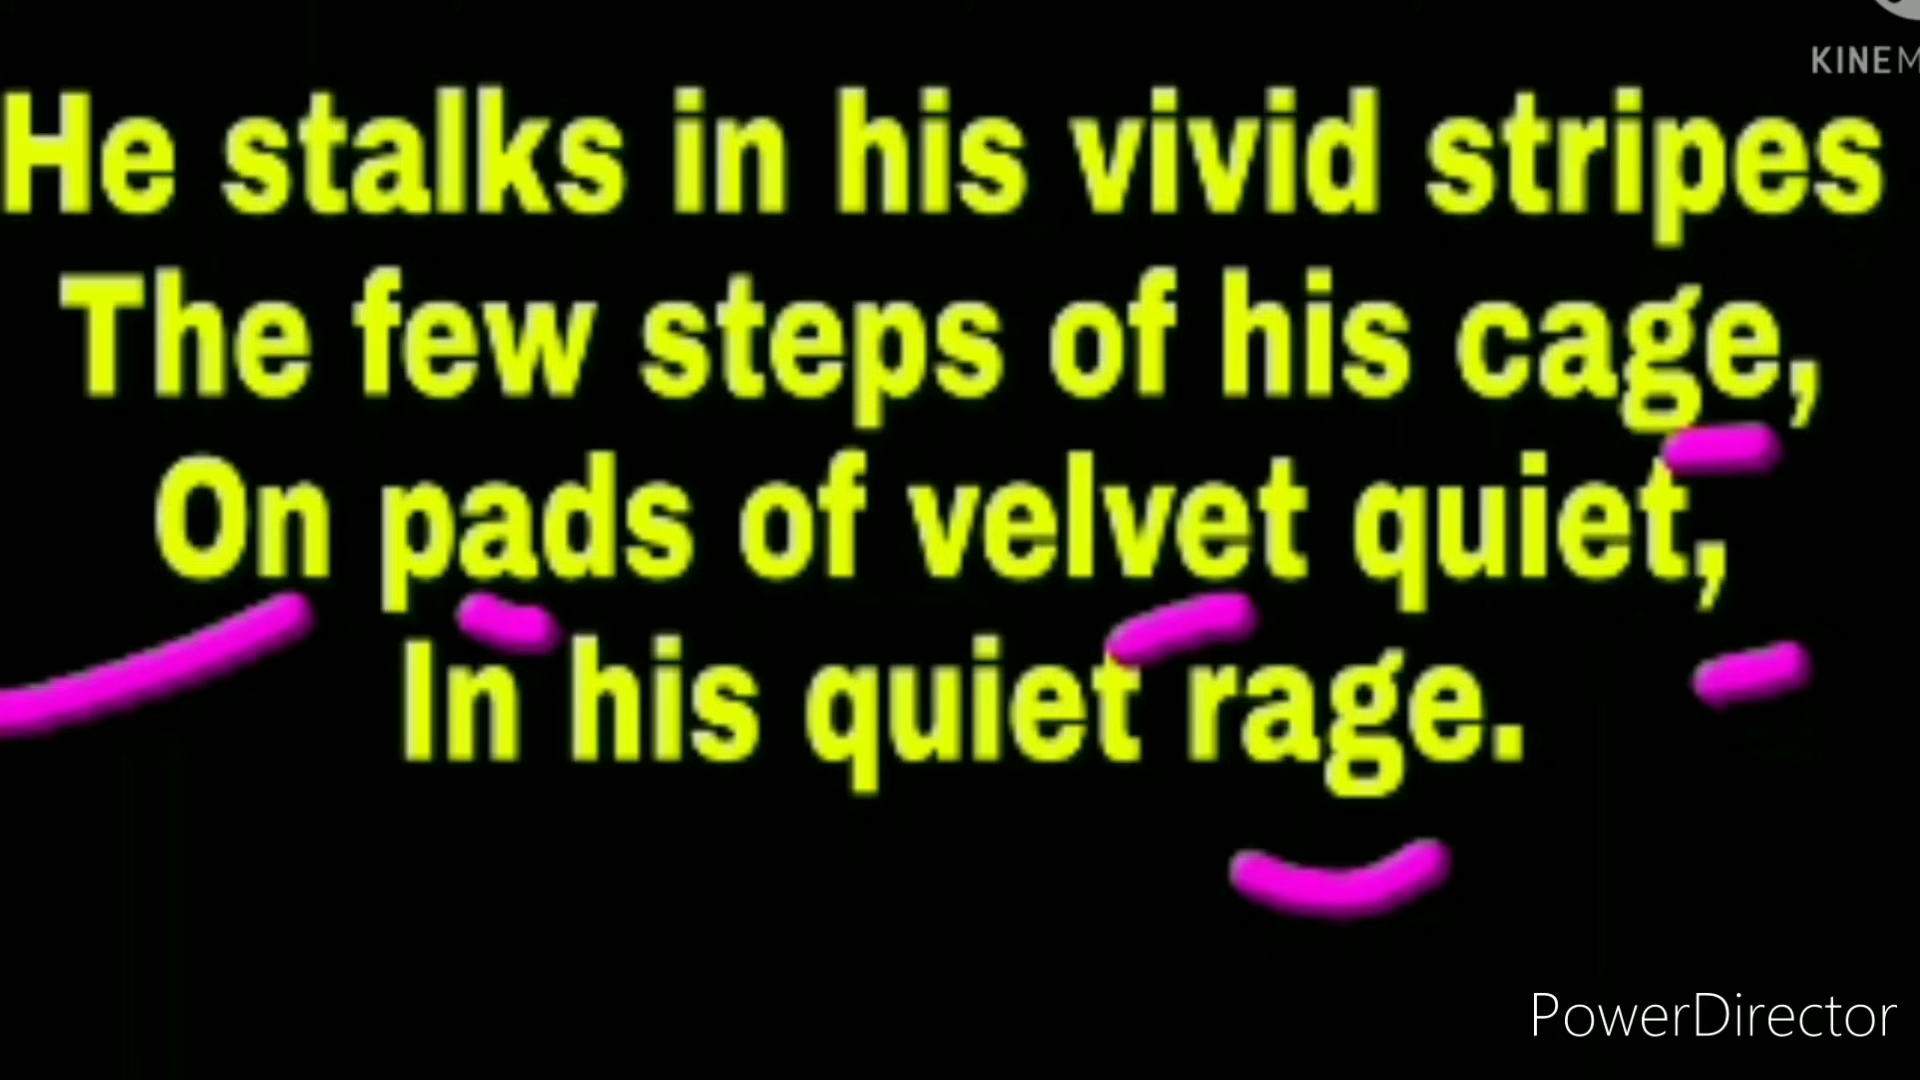 KINEM
He stalks in his vivid stripes
The few steps of his cage,
On pads of velvet quiet,
In his quiet rage.
PowerDirector